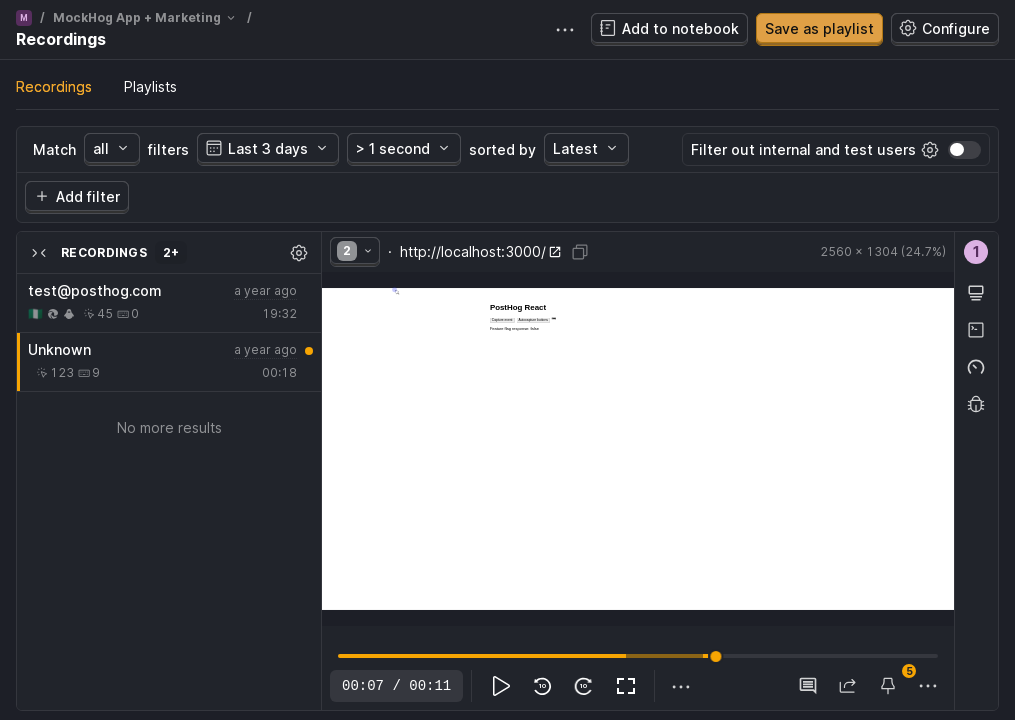 M / MockHog App + Marketing /
Recordings
Add to notebook
Save as playlist
Configure
Recordings
Playlists
Match all filters Last 3 days > 1 second sorted by Latest
Filter out internal and test users
Add filter
RECORDINGS 2+
test@posthog.com a year ago
45 0 19:32
Unknown a year ago
123 9 00:18
No more results
2 · http://localhost:3000/ 2560 x 1304 (24.7%)
1
PostHog React
Capture event Autocapture buttons
Feature flag response: false
00:07 / 00:11
10 10
5